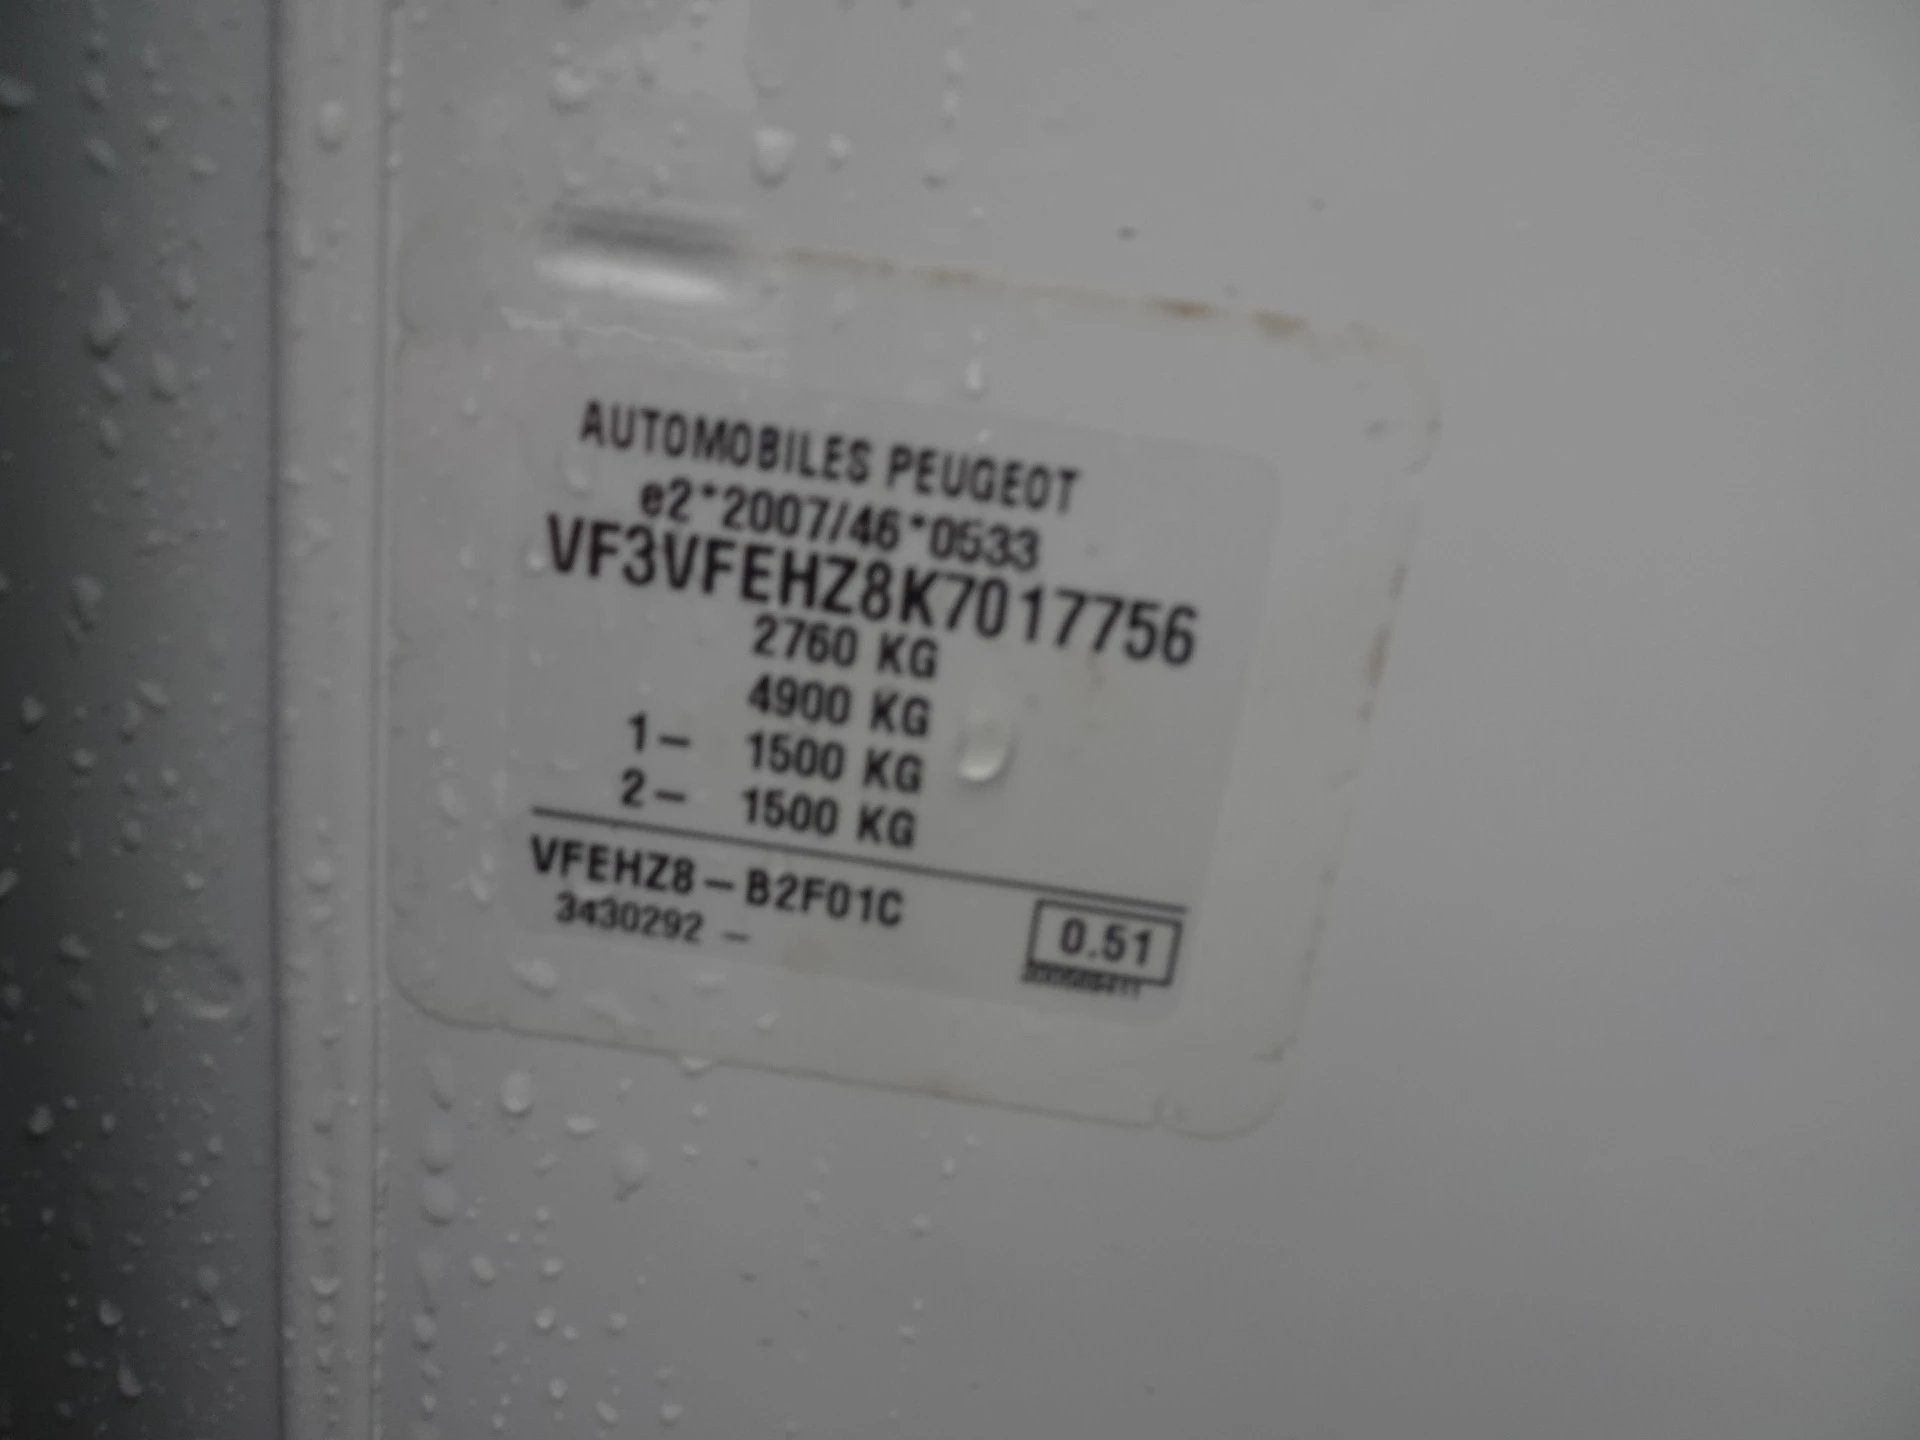 AUTOMOBILES PEUGEOT
e2*2007/46*0533
VF3VFEHZ8K7017756
2760 KG
4900 KG
1- 1500 KG
2- 1500 KG
VFEHZ8-B2F01C
3430292 -
0.51